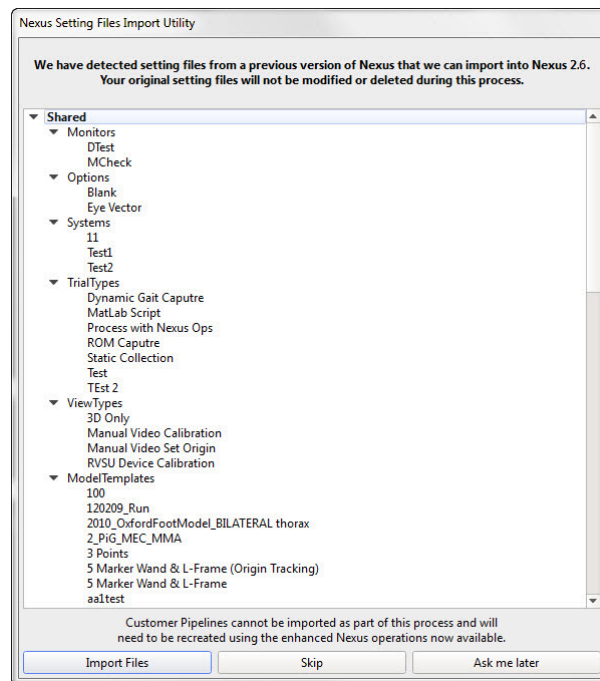 Nexus Setting Files Import Utility
We have detected setting files from a previous version of Nexus that we can import into Nexus 2.6.
Your original setting files will not be modified or deleted during this process.
Shared
Monitors
DTest
MCheck
Options
Blank
Eye Vector
Systems
11
Test1
Test2
TrialTypes
Dynamic Gait Caputre
MatLab Script
Process with Nexus Ops
ROM Caputre
Static Collection
Test
TEst 2
ViewTypes
3D Only
Manual Video Calibration
Manual Video Set Origin
RVSU Device Calibration
ModelTemplates
100
120209_Run
2010_OxfordFootModel_BILATERAL thorax
2_PiG_MEC_MMA
3 Points
5 Marker Wand & L-Frame (Origin Tracking)
5 Marker Wand & L-Frame
aa1test
Customer Pipelines cannot be imported as part of this process and will
need to be recreated using the enhanced Nexus operations now available.
Import Files Skip Ask me later